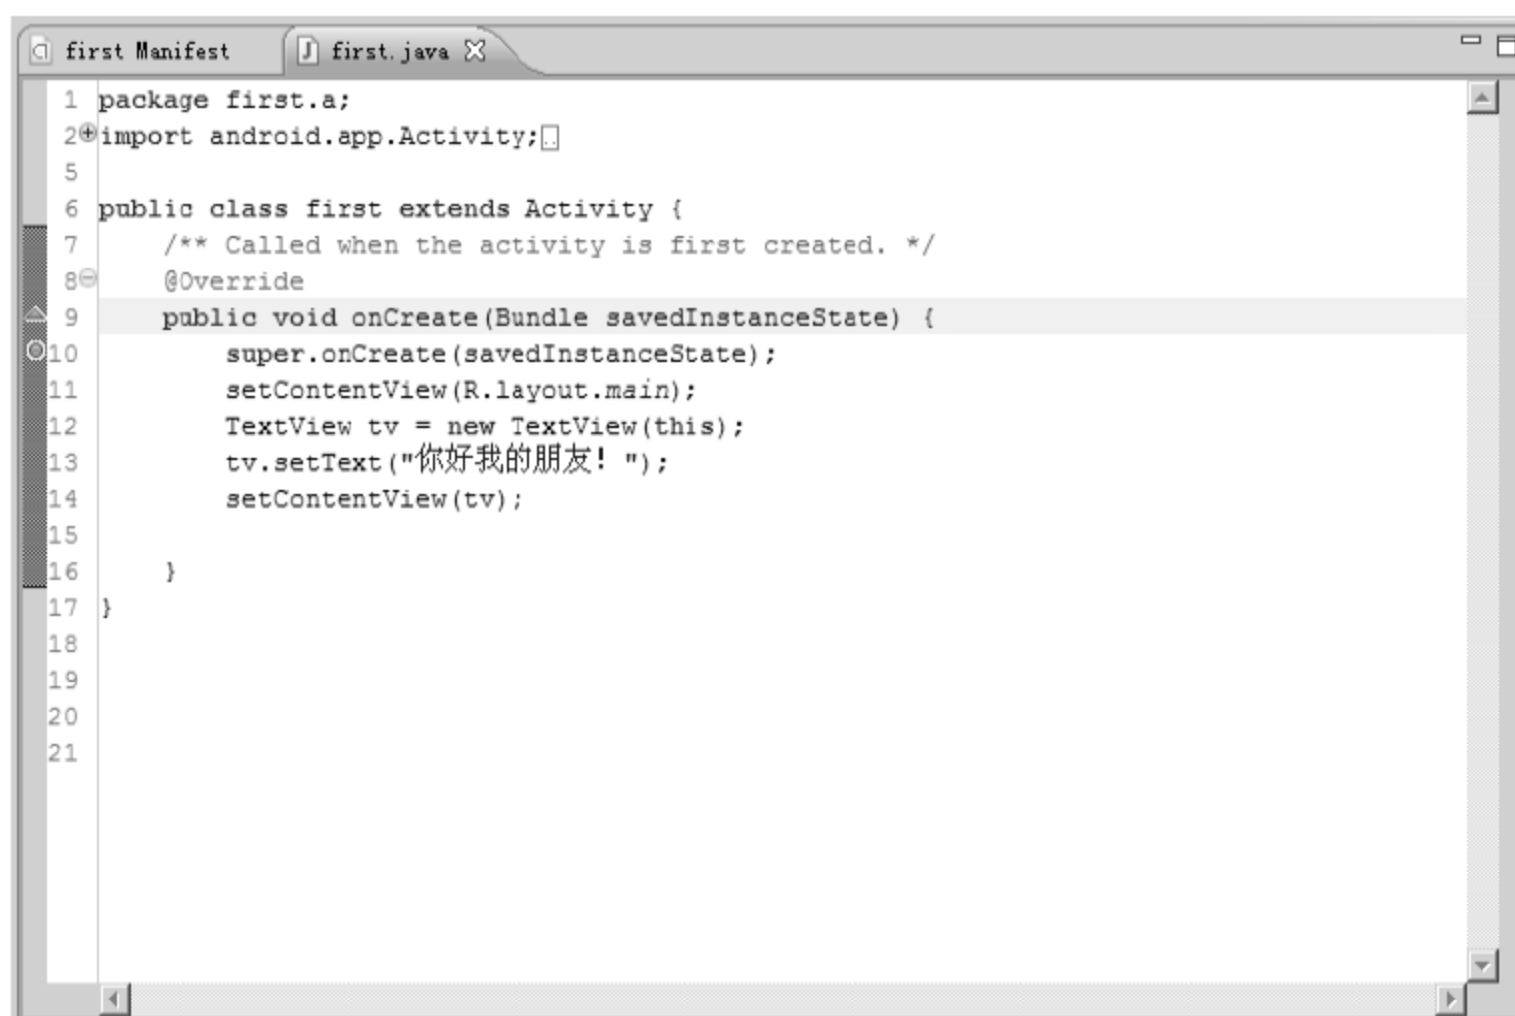 first Manifest
first.java
1 package first.a;
2 import android.app.Activity;
5
6 public class first extends Activity {
7 /** Called when the activity is first created. */
8 @Override
9 public void onCreate(Bundle savedInstanceState) {
10 super.onCreate(savedInstanceState);
11 setContentView(R.layout.main);
12 TextView tv = new TextView(this);
13 tv.setText("你好我的朋友! ");
14 setContentView(tv);
15
16 }
17 }
18
19
20
21